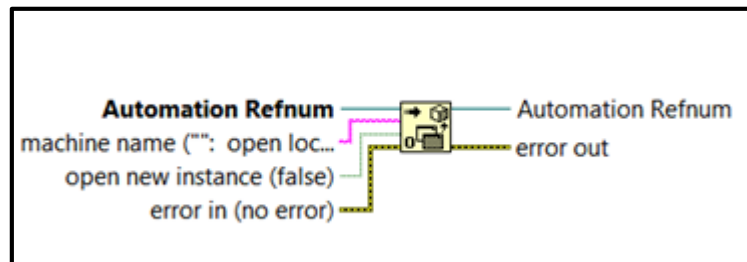 Automation Refnum
Automation Refnum
machine name ("": open loc...
error out
open new instance (false)
error in (no error)